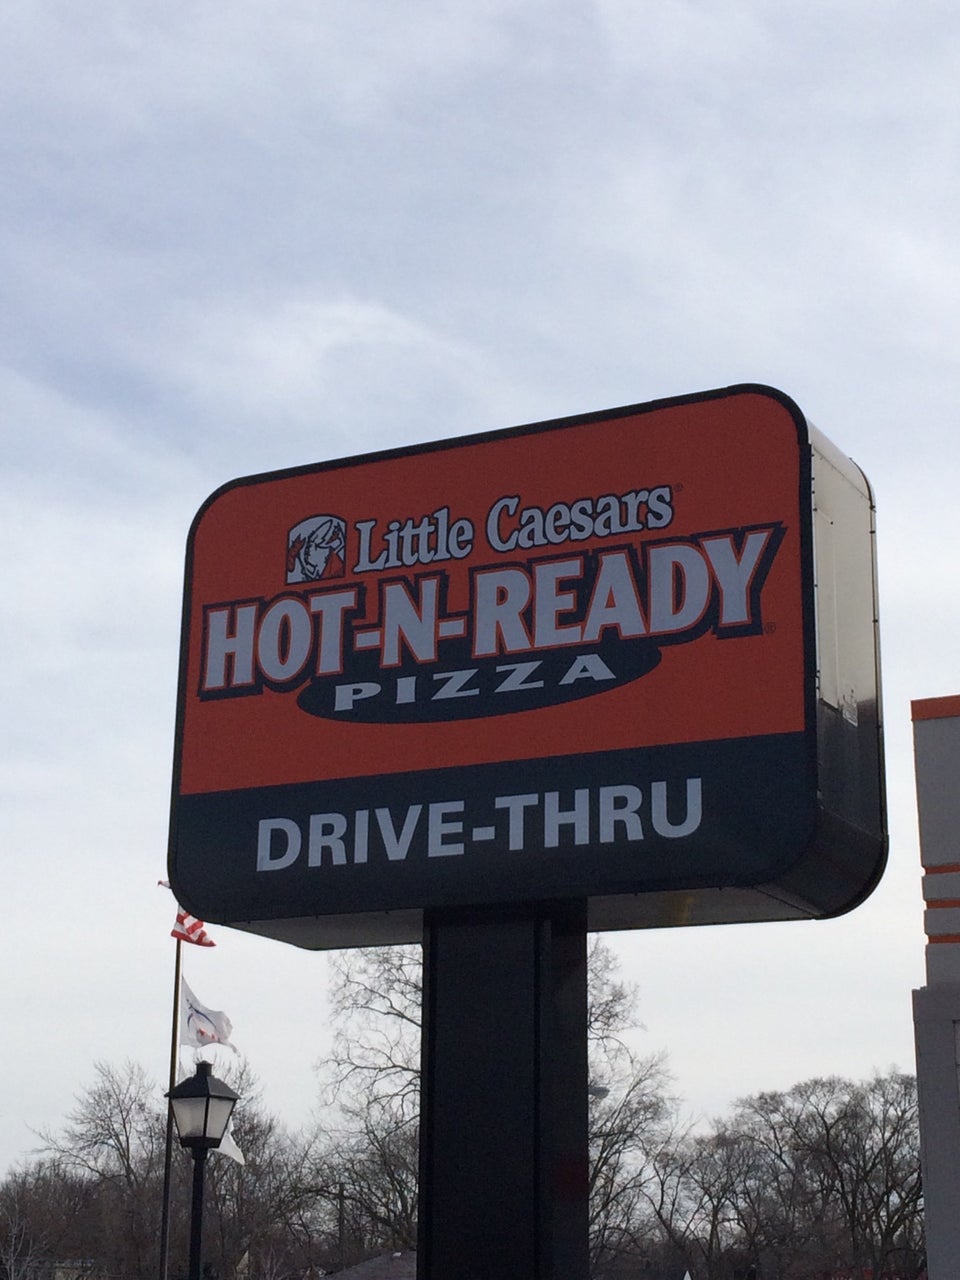 Little Caesars®
HOT-N-READY®
PIZZA
DRIVE-THRU